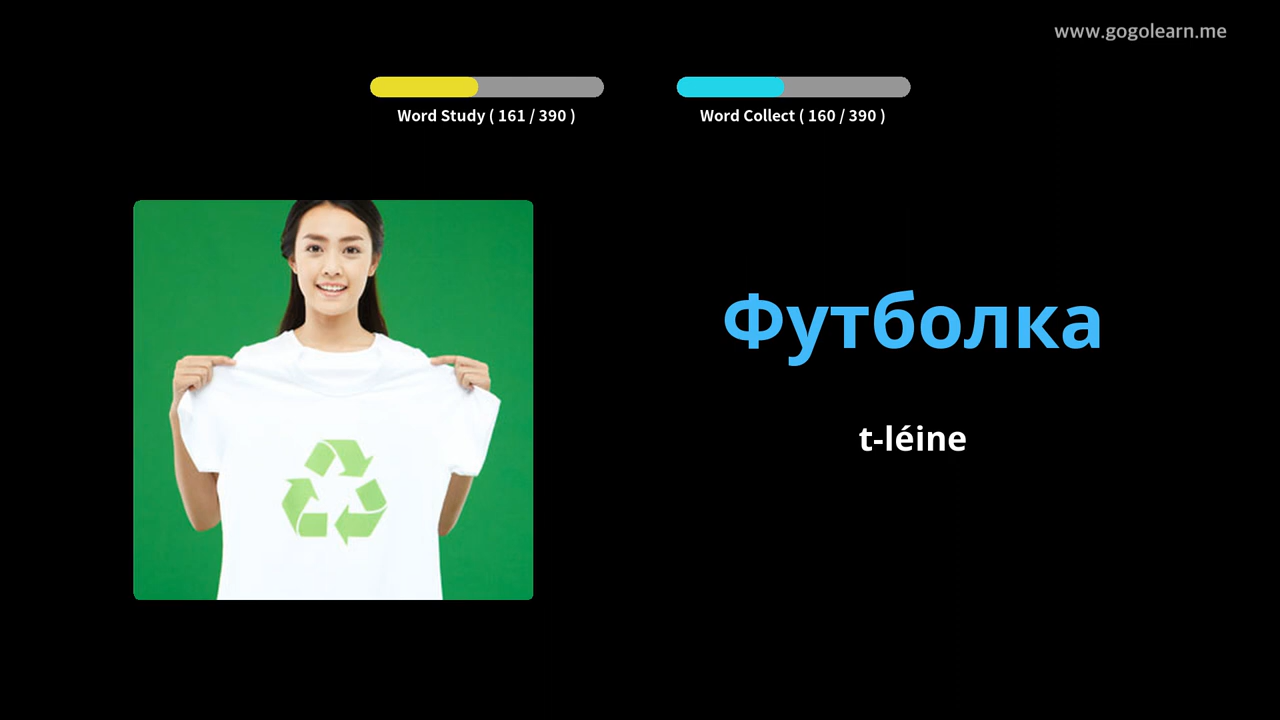 www.gogolearn.me
Word Study ( 161 / 390 )
Word Collect ( 160 / 390 )
Футболка
t-léine